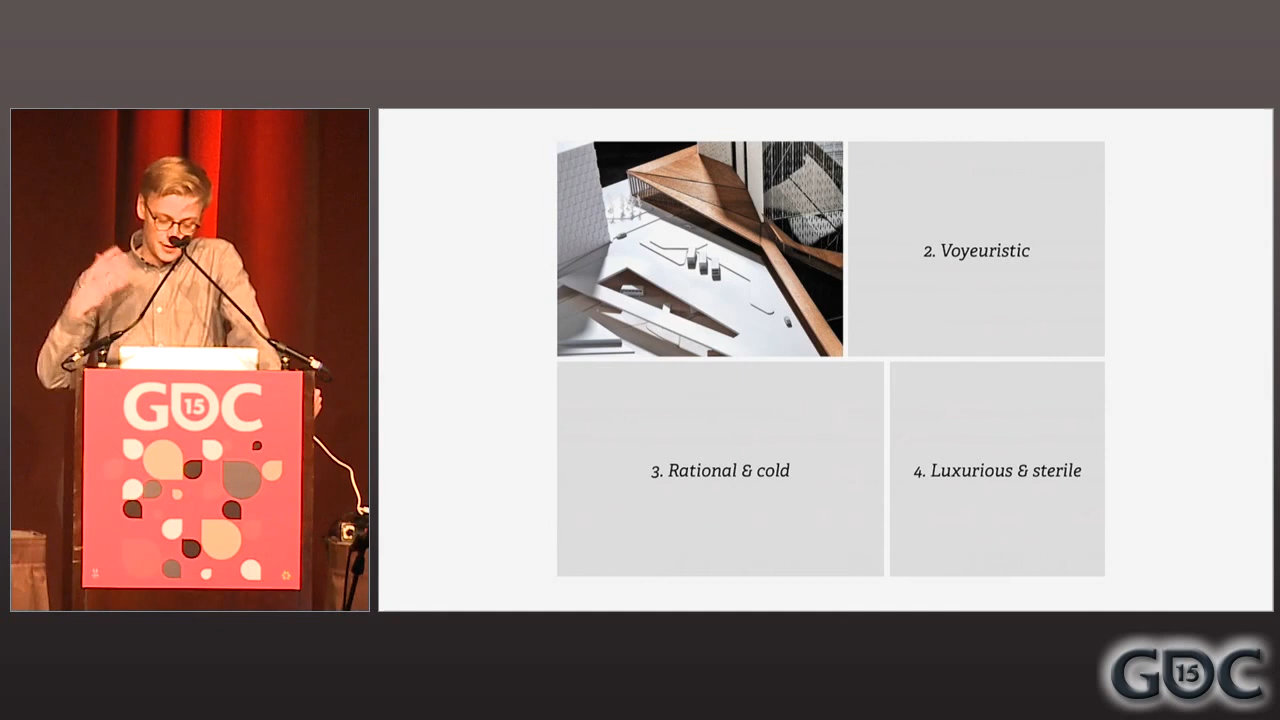 2. Voyeuristic
3. Rational & cold
4. Luxurious & sterile
GDC
15
GDC
15